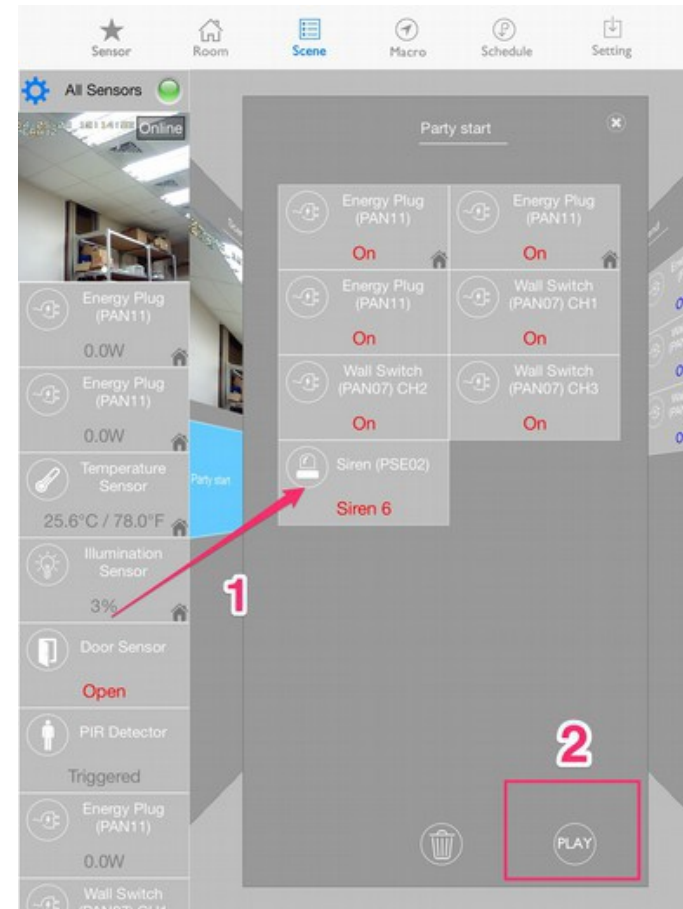 Sensor
Room
Scene
Macro
Schedule
Setting
All Sensors
Online
Energy Plug
(PAN11)
0.0W
Energy Plug
(PAN11)
0.0W
Temperature
Sensor
25.6°C / 78.0°F
Illumination
Sensor
3%
Door Sensor
Open
PIR Detector
Triggered
Energy Plug
(PAN11)
0.0W
Wall Switch
(PAN07) CH1
Party start
Party start
Energy Plug
(PAN11)
On
Energy Plug
(PAN11)
On
Energy Plug
(PAN11)
On
Wall Switch
(PAN07) CH1
On
Wall Switch
(PAN07) CH2
On
Wall Switch
(PAN07) CH3
On
Siren (PSE02)
Siren 6
1
2
PLAY